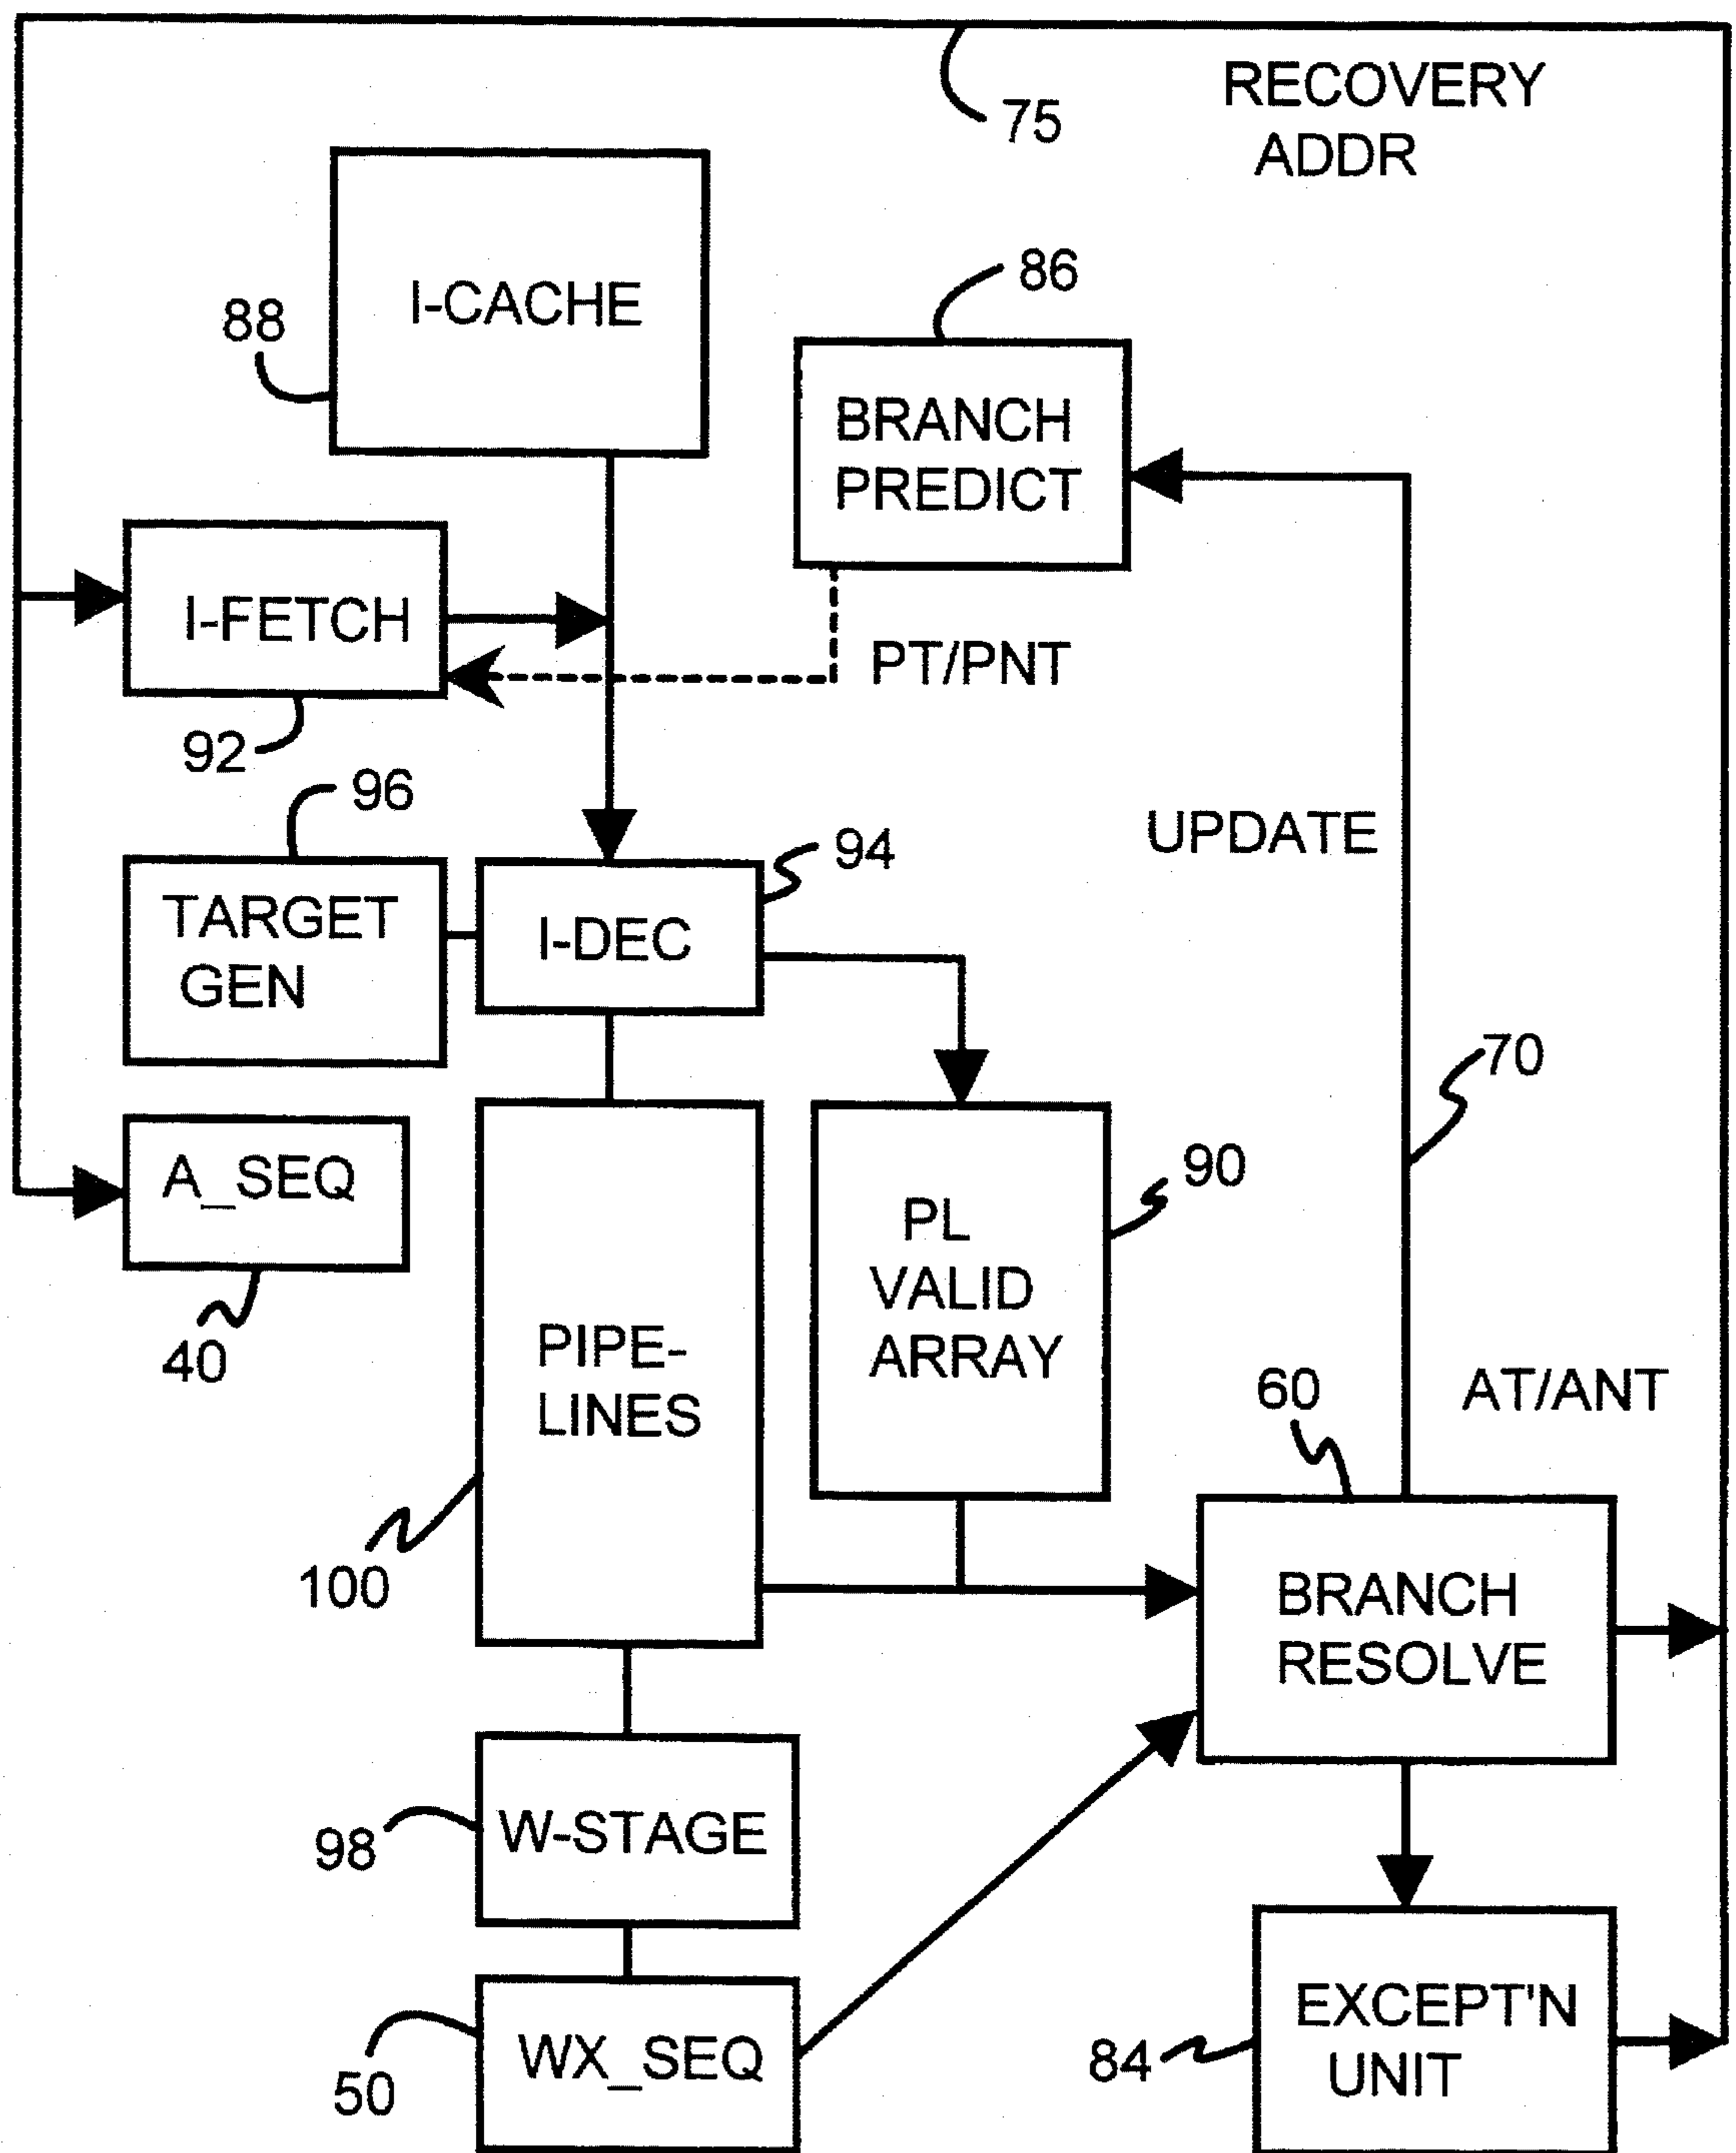 75
RECOVERY
ADDR
I-CACHE
88
86
BRANCH
PREDICT
I-FETCH
PT/PNT
92
96
UPDATE
94
TARGET
GEN
I-DEC
70
A_SEQ
40
90
PL
VALID
ARRAY
PIPE-
LINES
100
60
AT/ANT
BRANCH
RESOLVE
98
W-STAGE
50
WX_SEQ
84
EXCEPT'N
UNIT